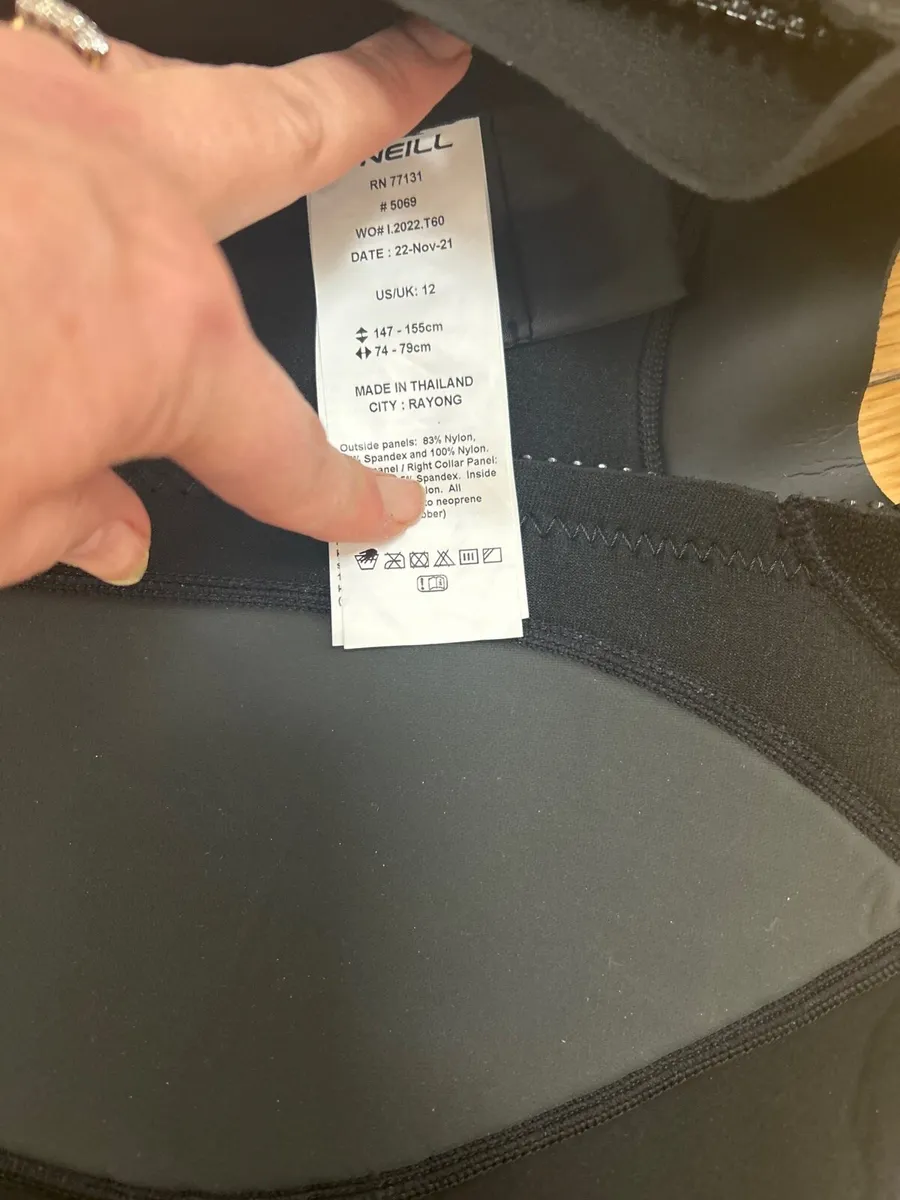 NEILL
RN 77131
# 5069
WO# I.2022.T60
DATE : 22-Nov-21
US/UK: 12
147 - 155cm
74 - 79cm
MADE IN THAILAND
CITY : RAYONG
Outside panels: 83% Nylon,
Spandex and 100% Nylon.
/ Right Collar Panel:
Spandex. Inside
All
to neoprene